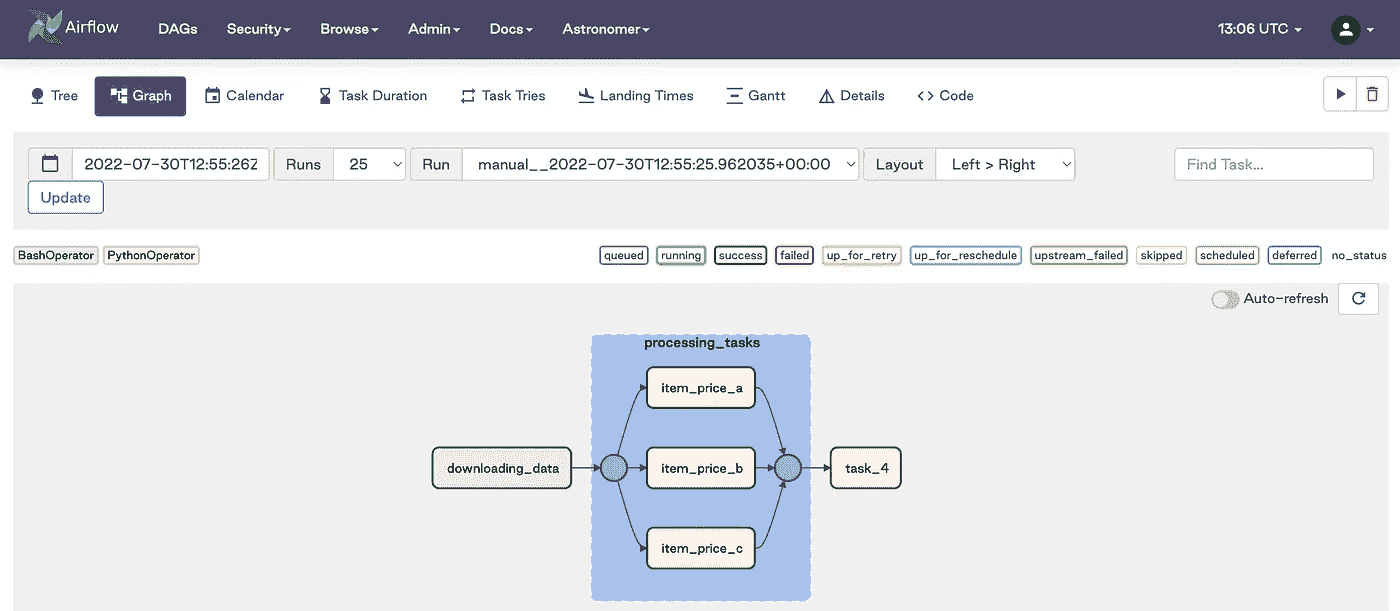 Airflow DAGs Security Browse Admin Docs Astronomer 13:06 UTC
Tree Graph Calendar Task Duration Task Tries Landing Times Gantt Details <> Code
2022-07-30T12:55:26Z Runs 25 Run manual__2022-07-30T12:55:25.962035+00:00 Layout Left > Right Find Task...
Update
BashOperator PythonOperator queued running success failed up_for_retry up_for_reschedule upstream_failed skipped scheduled deferred no_status
Auto-refresh
processing_tasks
item_price_a
downloading_data item_price_b task_4
item_price_c